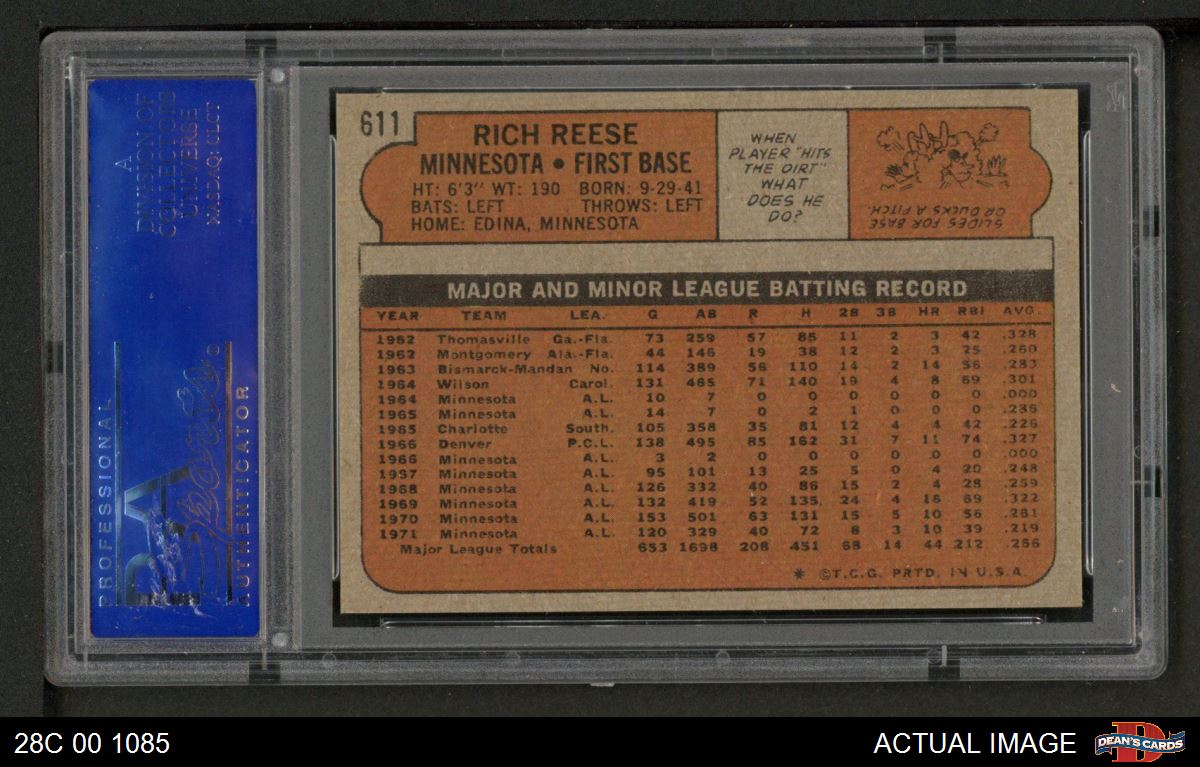 A
DIVISION OF
COLLECTORS
UNIVERSE
NASDAQ: CLCT
PROFESSIONAL
PSA
Sports
AUTHENTICATOR
611
RICH REESE
MINNESOTA • FIRST BASE
HT: 6'3" WT: 190 BORN: 9-29-41
BATS: LEFT THROWS: LEFT
HOME: EDINA, MINNESOTA
WHEN
PLAYER "HITS
THE DIRT"
WHAT
DOES HE
DO?
SLIDES FOR BASE
OR DUCKS A PITCH.
MAJOR AND MINOR LEAGUE BATTING RECORD
YEAR TEAM LEA. G AB R H 2B 3B HR RBI AVG.
1962 Thomasville Ga.-Fla. 73 259 57 85 11 2 3 42 .328
1962 Montgomery Ala.-Fla. 44 146 19 38 12 2 3 25 .260
1963 Bismarck-Mandan No. 114 389 56 110 14 2 14 56 .283
1964 Wilson Carol. 131 465 71 140 19 4 8 69 .301
1964 Minnesota A.L. 10 7 0 0 0 0 0 0 .000
1965 Minnesota A.L. 14 7 0 2 1 0 0 0 .286
1965 Charlotte South. 105 358 35 81 12 4 4 42 .226
1966 Denver P.C.L. 138 495 85 162 31 7 11 74 .327
1966 Minnesota A.L. 3 2 0 0 0 0 0 0 .000
1967 Minnesota A.L. 95 101 13 25 5 0 4 20 .248
1968 Minnesota A.L. 126 332 40 86 15 2 4 28 .259
1969 Minnesota A.L. 132 419 52 135 24 4 16 69 .322
1970 Minnesota A.L. 153 501 63 131 15 5 10 56 .261
1971 Minnesota A.L. 120 329 40 72 8 3 10 39 .219
Major League Totals 653 1698 208 451 68 14 44 212 .266
* ©T.C.G. PRTD. IN U.S.A.
28C 00 1085
ACTUAL IMAGE
D
DEAN'S CARDS